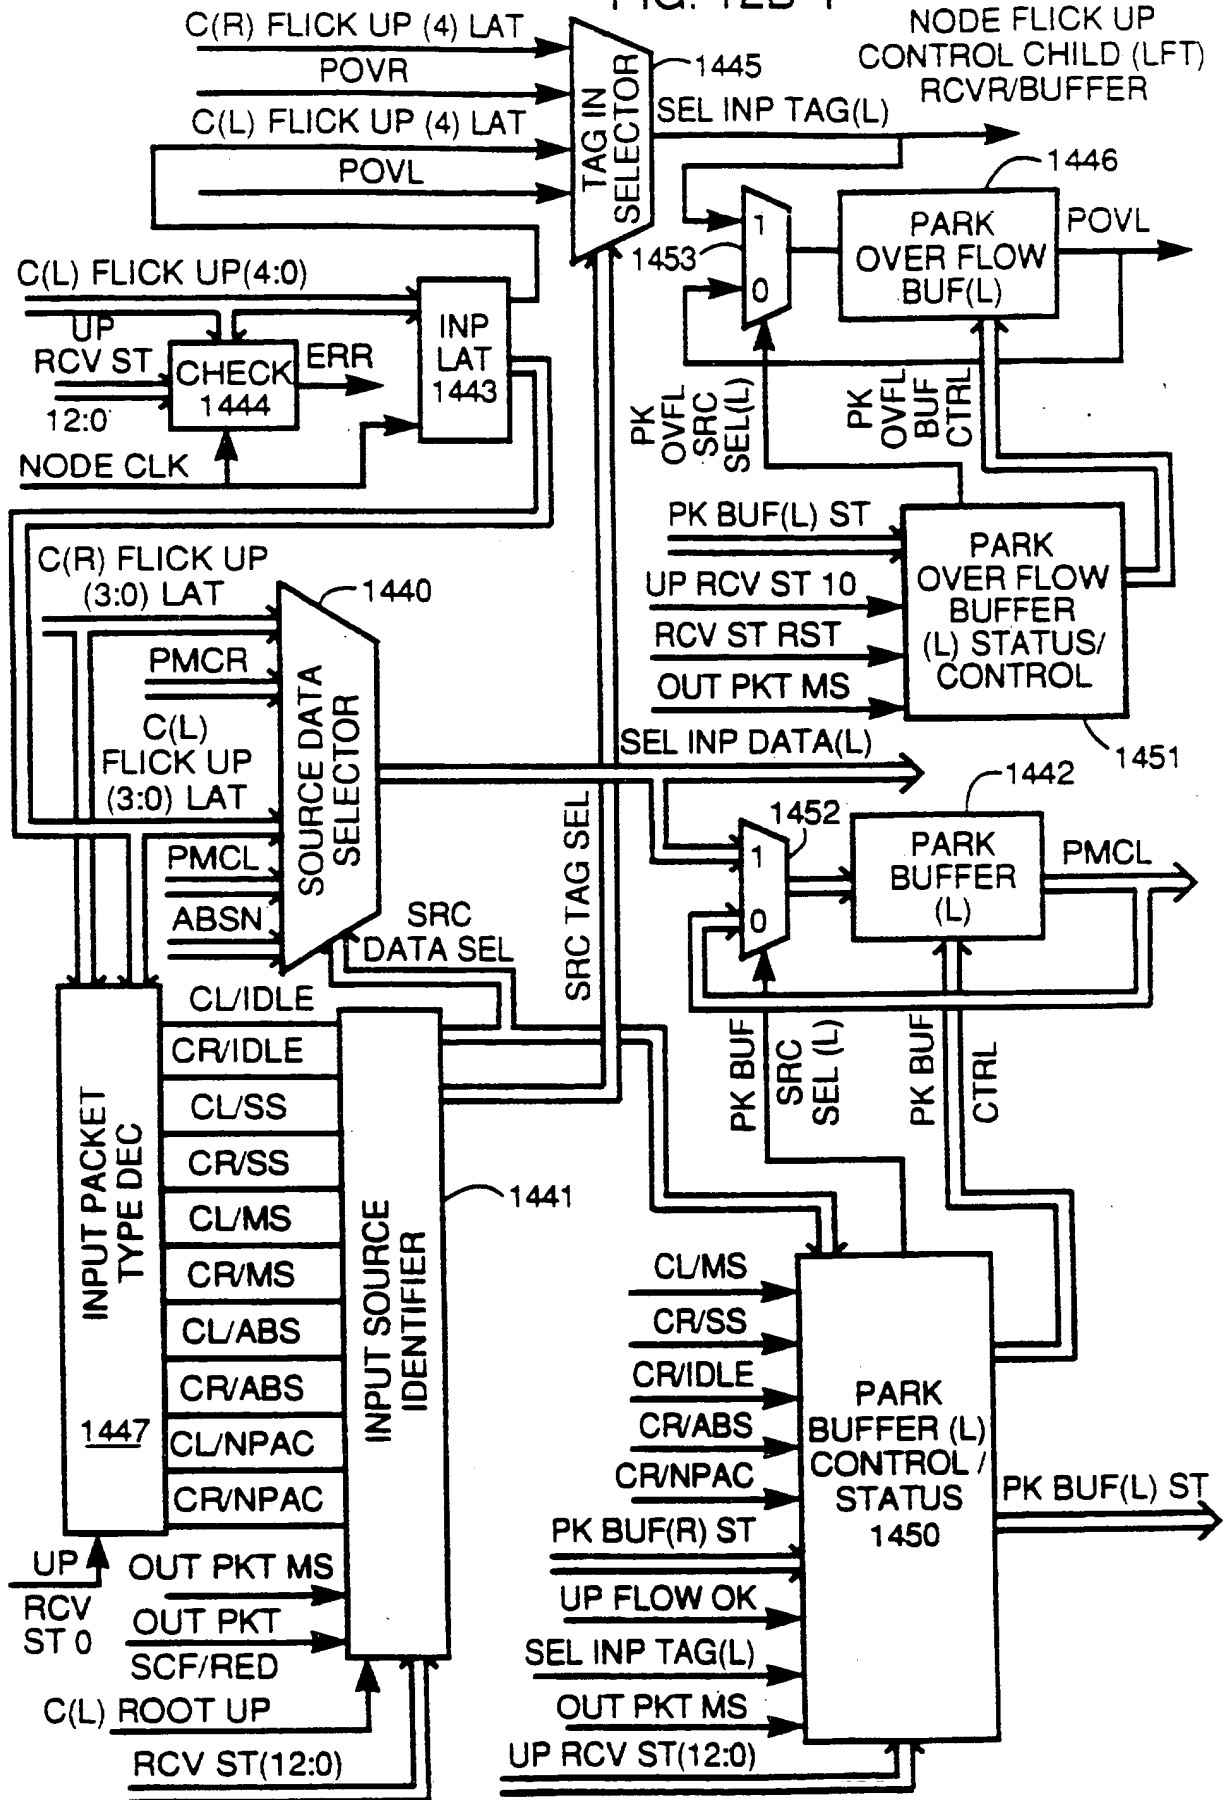 FIG. 12B-1
NODE FLICK UP
CONTROL CHILD (LFT)
RCVR/BUFFER
C(R) FLICK UP (4) LAT
POVR
C(L) FLICK UP (4) LAT
POVL
TAG IN
SELECTOR
1445
SEL INP TAG(L)
1446
1
0
1453
PARK
OVER FLOW
BUF(L)
POVL
C(L) FLICK UP(4:0)
UP
RCV ST
12:0
CHECK
1444
ERR
INP
LAT
1443
NODE CLK
PK
OVFL
SRC
SEL(L)
PK
OVFL
BUF
CTRL
PK BUF(L) ST
UP RCV ST 10
RCV ST RST
OUT PKT MS
PARK
OVER FLOW
BUFFER
(L) STATUS/
CONTROL
1451
C(R) FLICK UP
(3:0) LAT
PMCR
C(L)
FLICK UP
(3:0) LAT
PMCL
ABSN
SOURCE DATA
SELECTOR
1440
SRC
DATA SEL
SRC TAG SEL
SEL INP DATA(L)
1452
1
0
1442
PARK
BUFFER
(L)
PMCL
PK BUF
SRC
SEL (L)
PK BUF
CTRL
INPUT PACKET
TYPE DEC
1447
CL/IDLE
CR/IDLE
CL/SS
CR/SS
CL/MS
CR/MS
CL/ABS
CR/ABS
CL/NPAC
CR/NPAC
INPUT SOURCE
IDENTIFIER
1441
UP
RCV
ST 0
OUT PKT MS
OUT PKT
SCF/RED
C(L) ROOT UP
RCV ST(12:0)
CL/MS
CR/SS
CR/IDLE
CR/ABS
CR/NPAC
PK BUF(R) ST
UP FLOW OK
SEL INP TAG(L)
OUT PKT MS
UP RCV ST(12:0)
PARK
BUFFER (L)
CONTROL /
STATUS
1450
PK BUF(L) ST